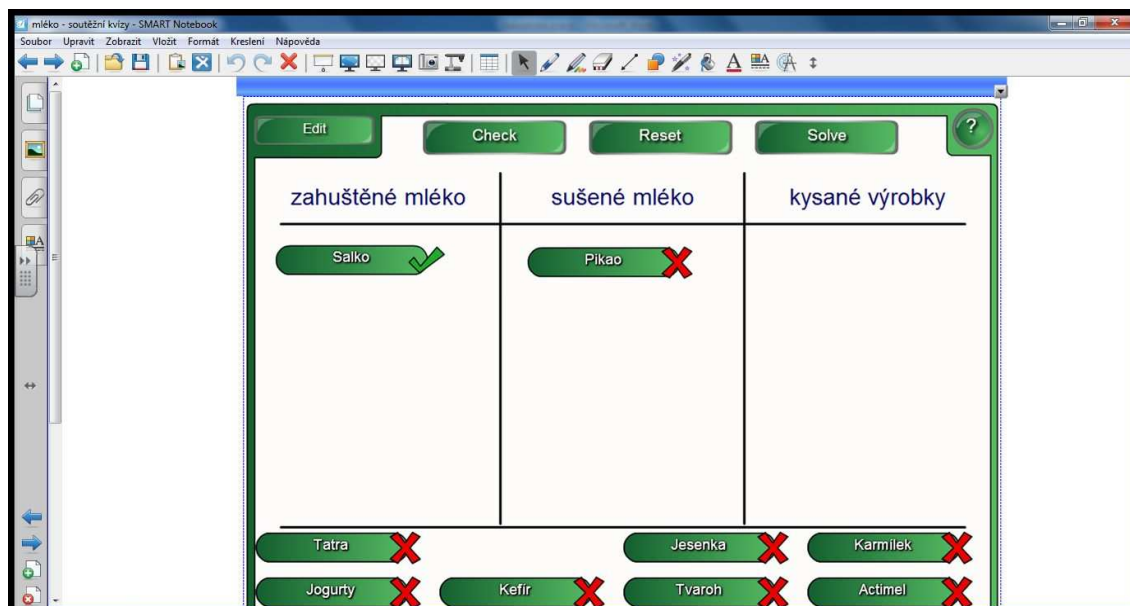 mléko - soutěžní kvízy - SMART Notebook
Soubor Upravit Zobrazit Vložit Formát Kreslení Nápověda
Edit Check Reset Solve ?
zahuštěné mléko sušené mléko kysané výrobky
Salko Pikao
Tatra Jesenka Karmílek
Jogurty Kefír Tvaroh Actimel